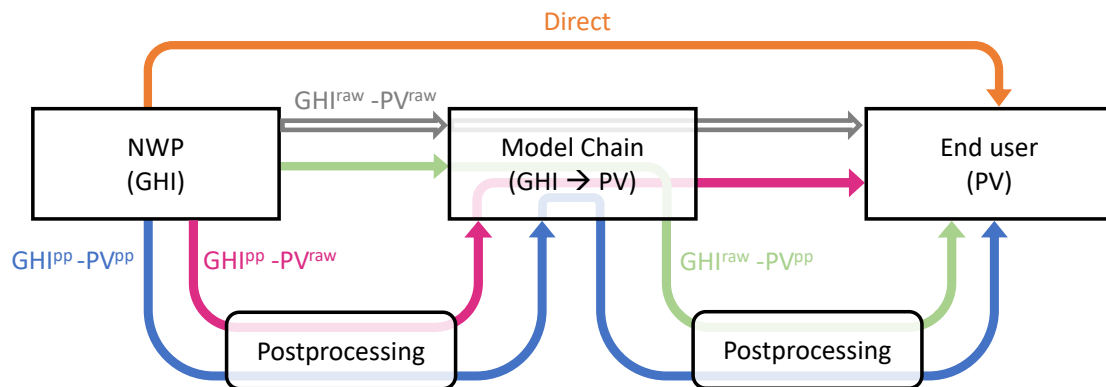 Direct
GHIʳᵃʷ -PVʳᵃʷ
NWP
(GHI)
Model Chain
(GHI → PV)
End user
(PV)
GHIᵖᵖ -PVᵖᵖ
GHIᵖᵖ -PVʳᵃʷ
GHIʳᵃʷ -PVᵖᵖ
Postprocessing
Postprocessing